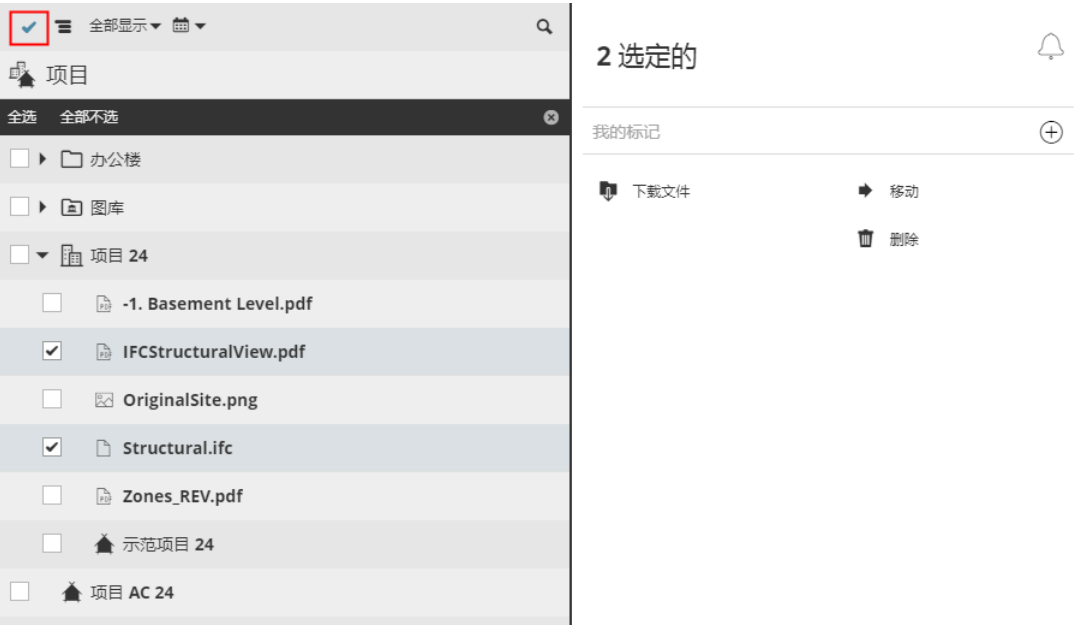 全部显示
项目
全选 全部不选
办公楼
图库
项目 24
-1. Basement Level.pdf
IFCStructuralView.pdf
OriginalSite.png
Structural.ifc
Zones_REV.pdf
示范项目 24
项目 AC 24
2 选定的
我的标记
下载文件 移动
删除